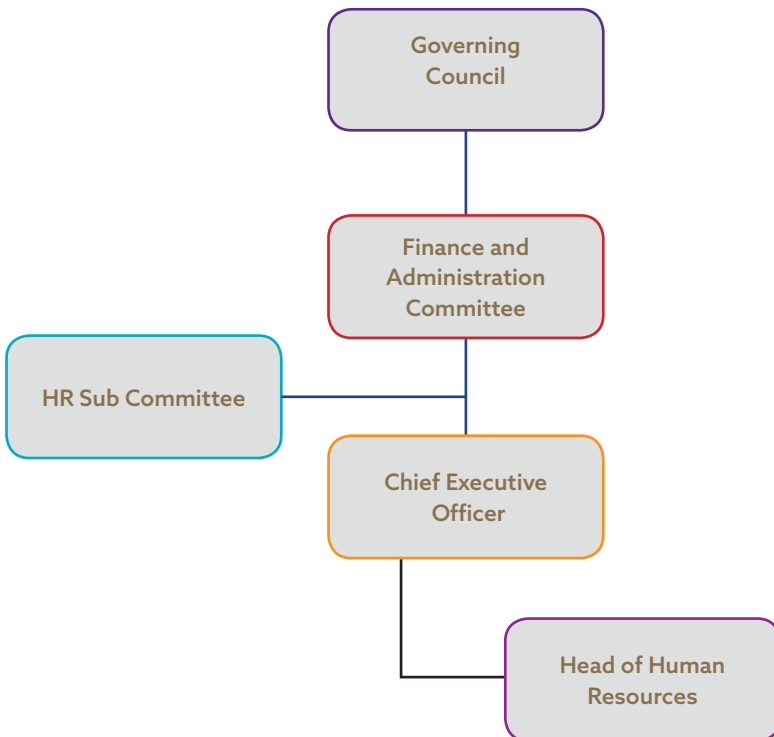 Governing
Council
Finance and
Administration
Committee
HR Sub Committee
Chief Executive
Officer
Head of Human
Resources